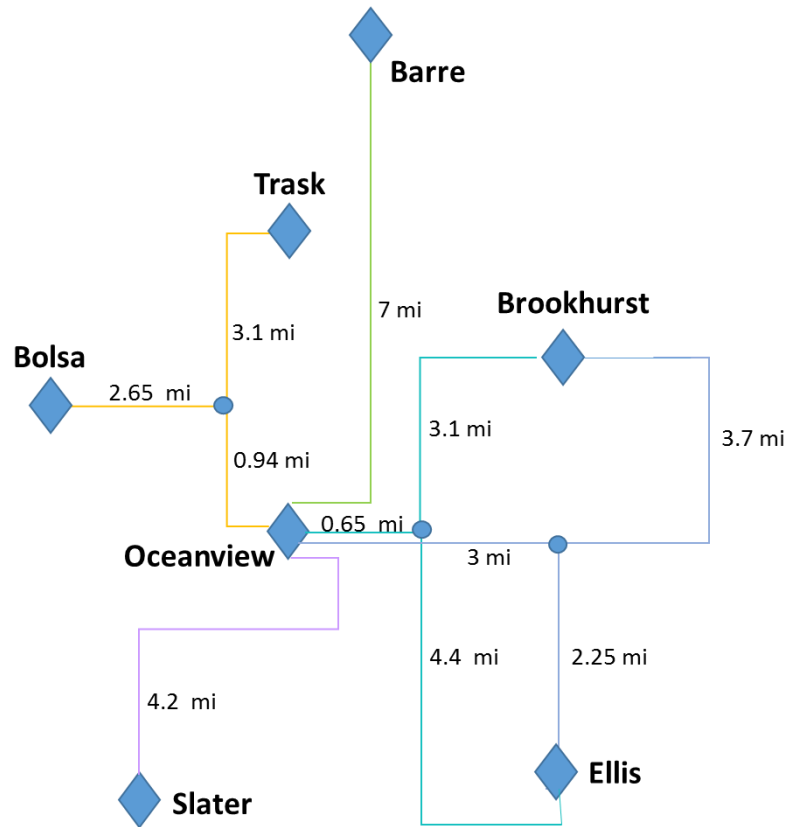 Barre
Trask
7 mi
Brookhurst
3.1 mi
Bolsa
2.65 mi
3.1 mi
3.7 mi
0.94 mi
0.65 mi
Oceanview
3 mi
4.4 mi
2.25 mi
4.2 mi
Ellis
Slater